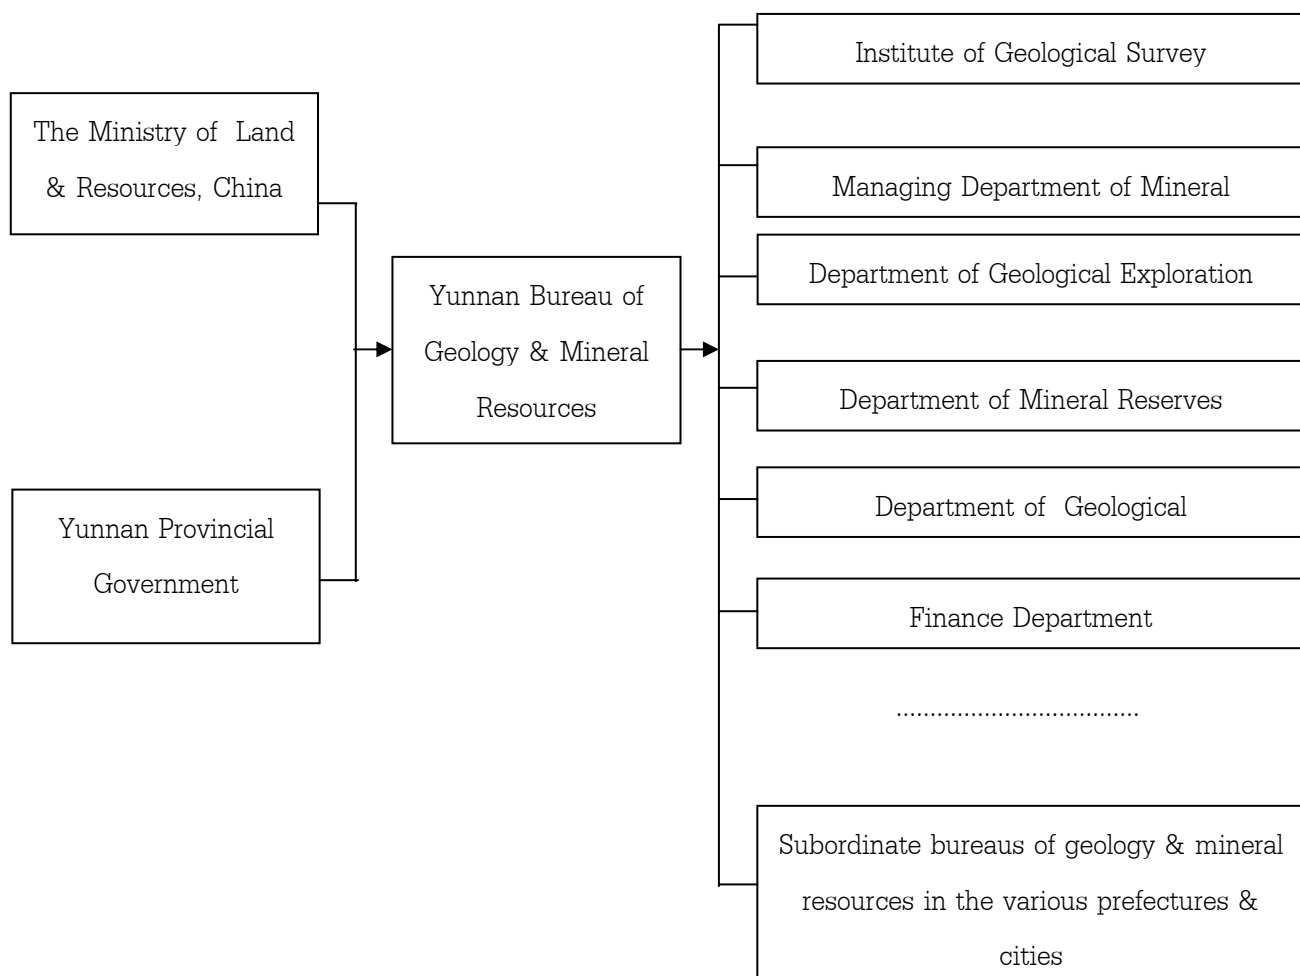 The Ministry of Land
& Resources, China
Yunnan Provincial
Government
Yunnan Bureau of
Geology & Mineral
Resources
Institute of Geological Survey
Managing Department of Mineral
Department of Geological Exploration
Department of Mineral Reserves
Department of Geological
Finance Department
....................................
Subordinate bureaus of geology & mineral
resources in the various prefectures &
cities